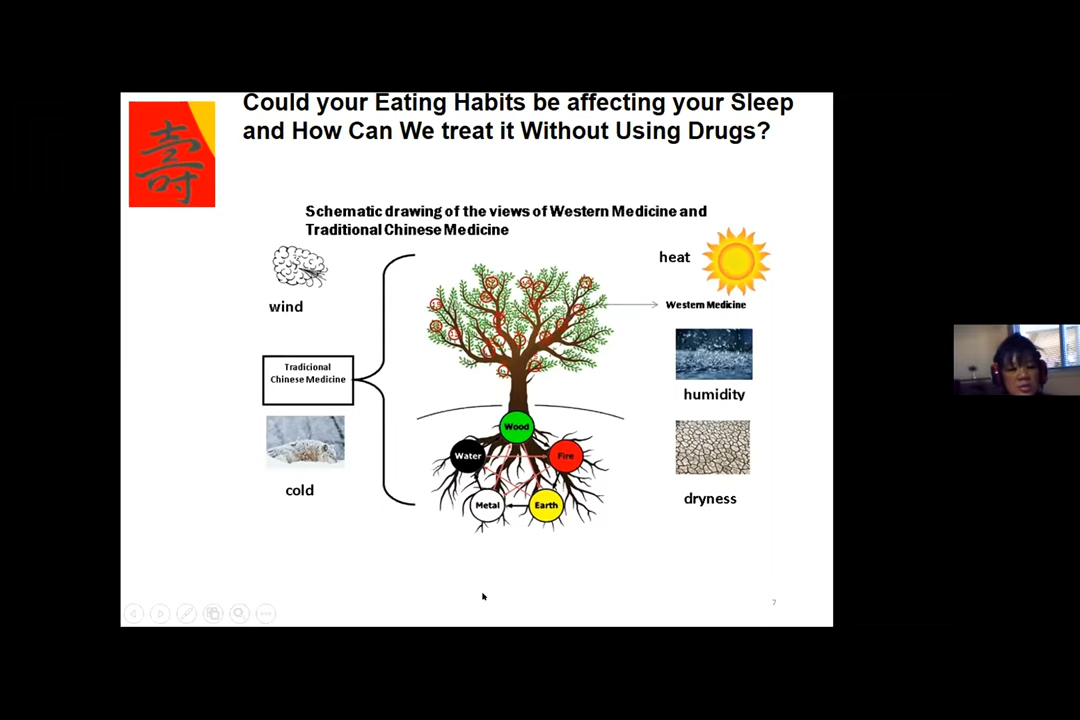 Could your Eating Habits be affecting your Sleep
and How Can We treat it Without Using Drugs?
壽
Schematic drawing of the views of Western Medicine and
Traditional Chinese Medicine
heat
wind
Western Medicine
Tradicional
Chinese Medicine
humidity
Wood
Water
Fire
cold
Metal
Earth
dryness
7